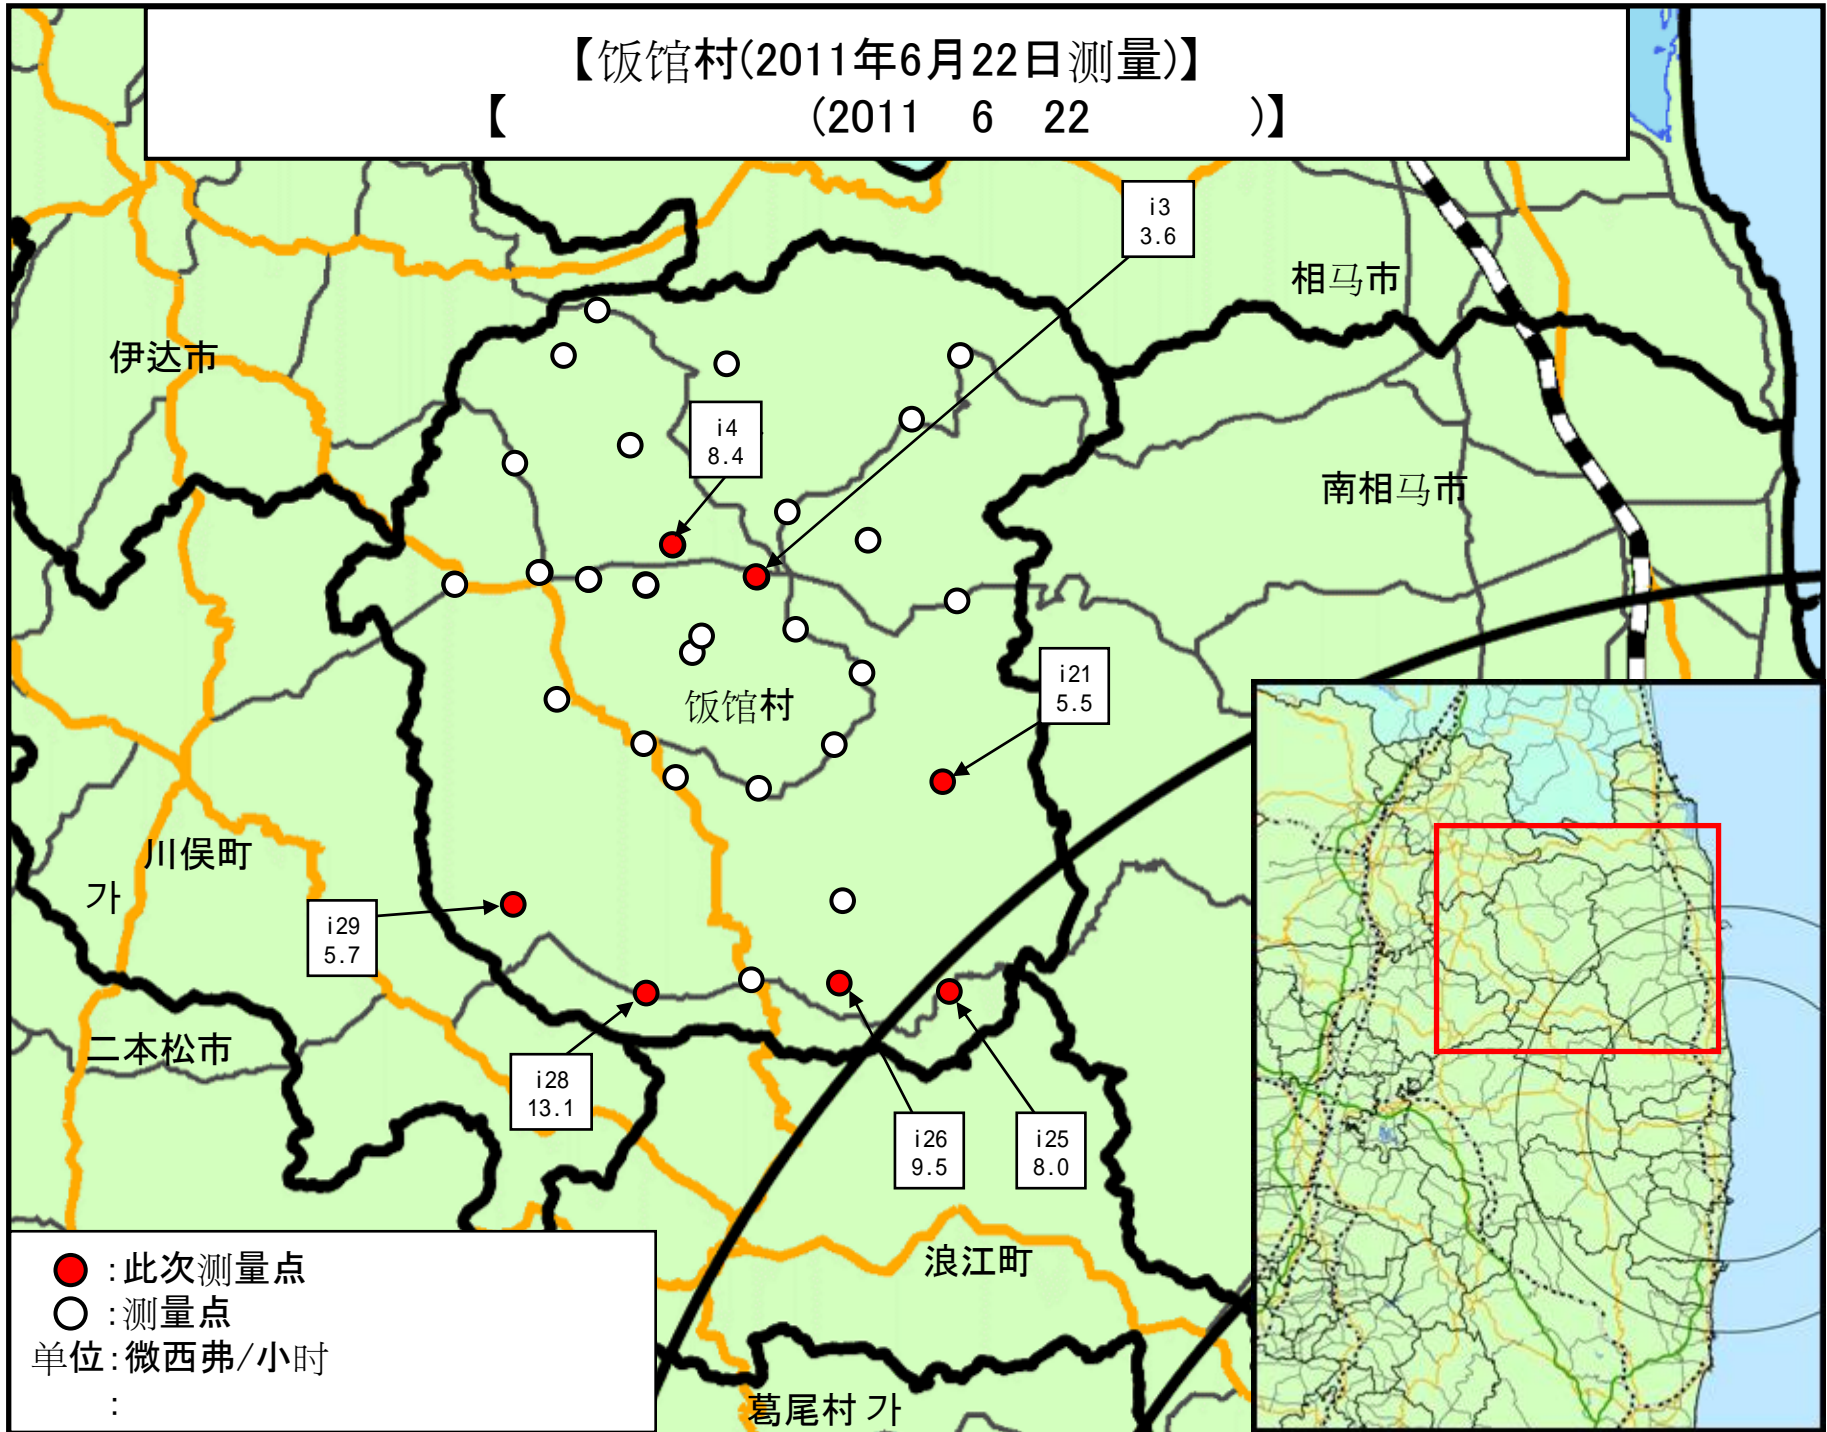 【饭馆村(2011年6月22日测量)】
【 (2011 6 22 )】
i3
3.6
相马市
伊达市
i4
8.4
南相马市
i21
5.5
饭馆村
川俣町
가
i29
5.7
二本松市
i28
13.1
i26
9.5
i25
8.0
浪江町
:此次测量点
:测量点
单位:微西弗/小时
:
葛尾村 가